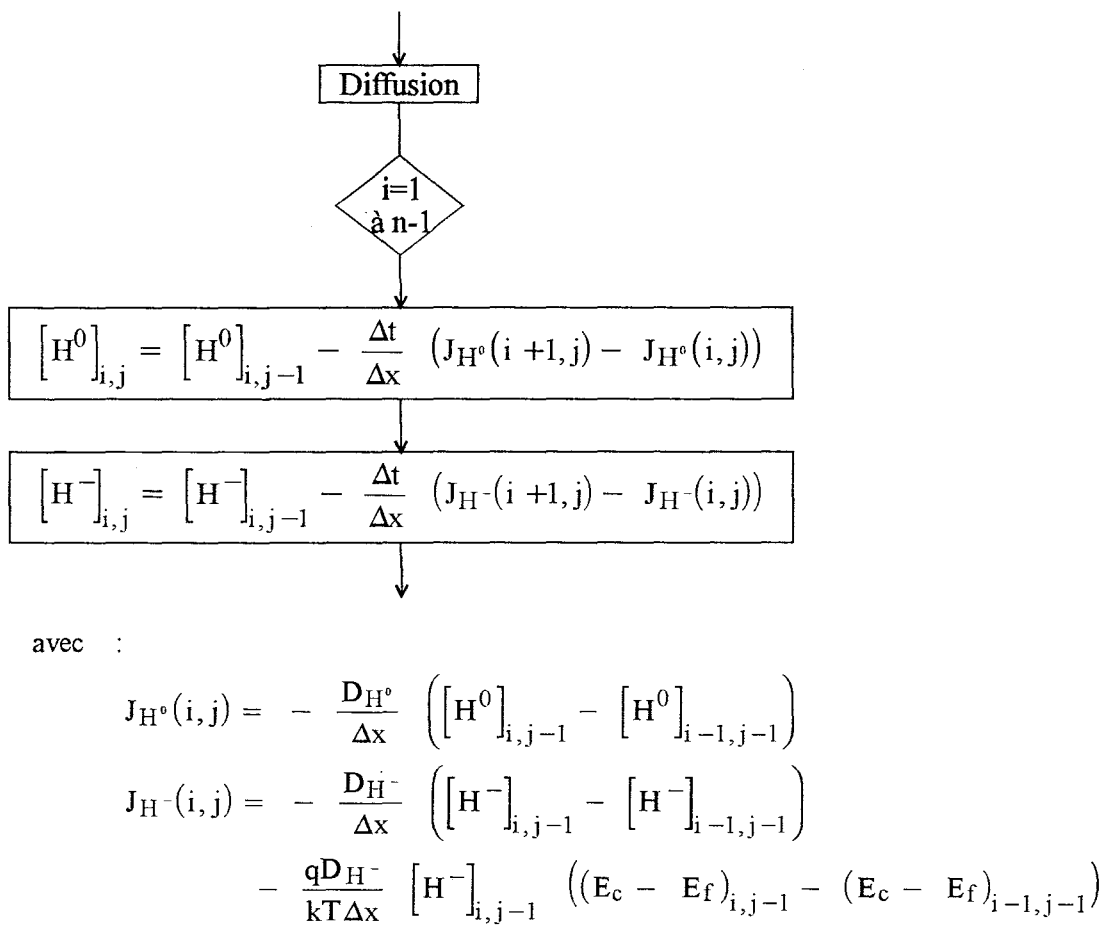 Diffusion
i=1
à n-1
[H⁰]i,j = [H⁰]i,j−1 − Δt/Δx (J_H⁰(i +1, j) − J_H⁰(i, j))
[H⁻]i,j = [H⁻]i,j−1 − Δt/Δx (J_H⁻(i +1, j) − J_H⁻(i, j))
avec :
J_H⁰(i, j) = − D_H⁰/Δx ([H⁰]i,j−1 − [H⁰]i−1,j−1)
J_H⁻(i, j) = − D_H⁻/Δx ([H⁻]i,j−1 − [H⁻]i−1,j−1)
− qD_H⁻/kTΔx [H⁻]i,j−1 ((E_c − E_f)i,j−1 − (E_c − E_f)i−1,j−1)